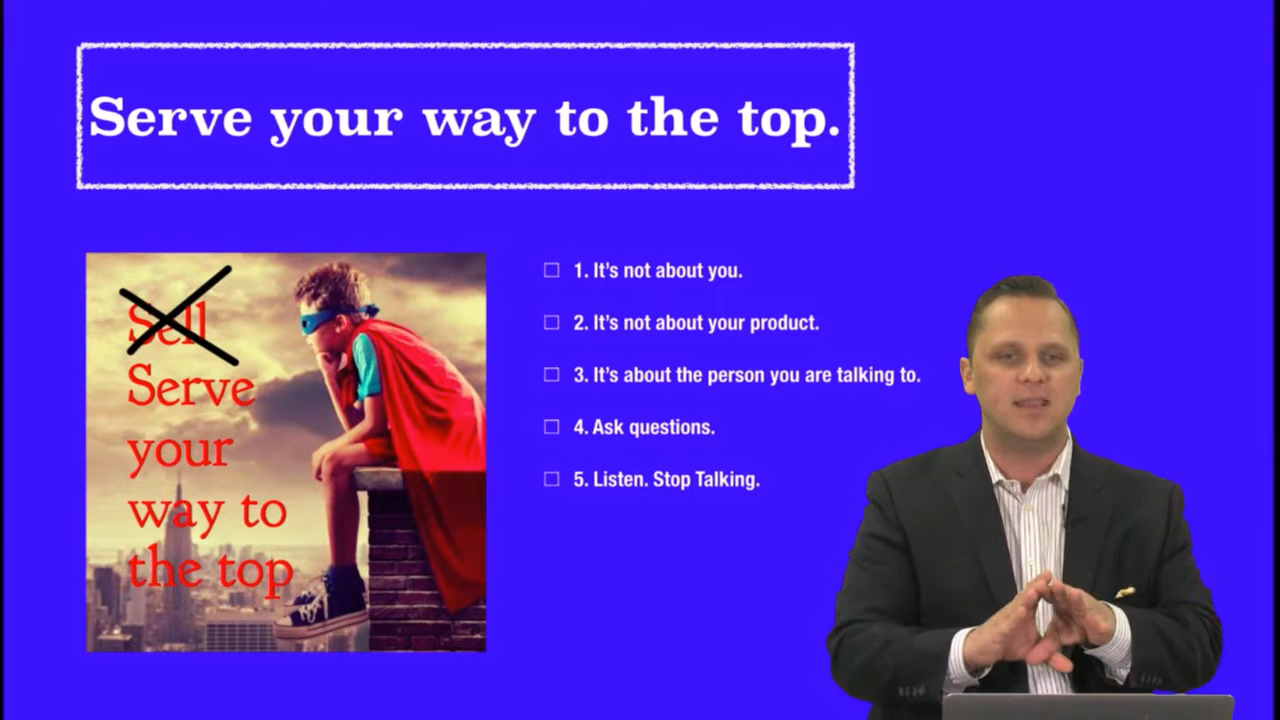 Serve your way to the top.
Sell
Serve
your
way to
the top
☐ 1. It's not about you.
☐ 2. It's not about your product.
☐ 3. It's about the person you are talking to.
☐ 4. Ask questions.
☐ 5. Listen. Stop Talking.